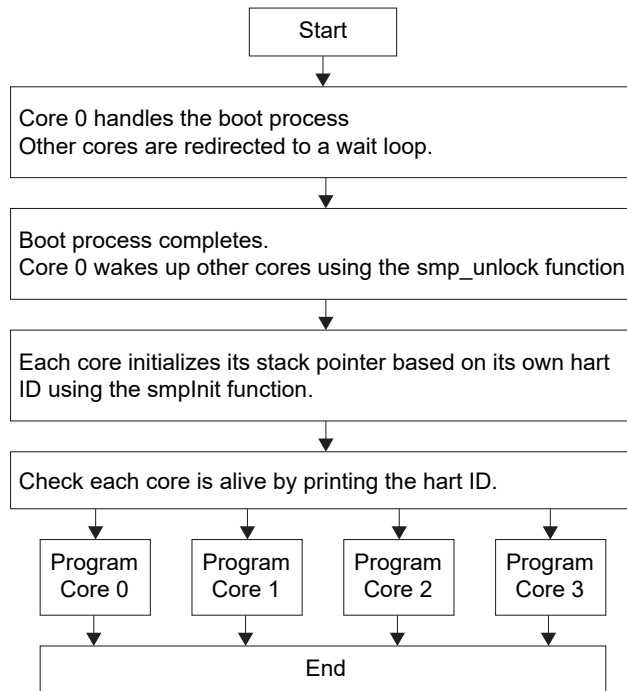 Start
Core 0 handles the boot process
Other cores are redirected to a wait loop.
Boot process completes.
Core 0 wakes up other cores using the smp_unlock function.
Each core initializes its stack pointer based on its own hart
ID using the smpInit function.
Check each core is alive by printing the hart ID.
Program
Core 0
Program
Core 1
Program
Core 2
Program
Core 3
End